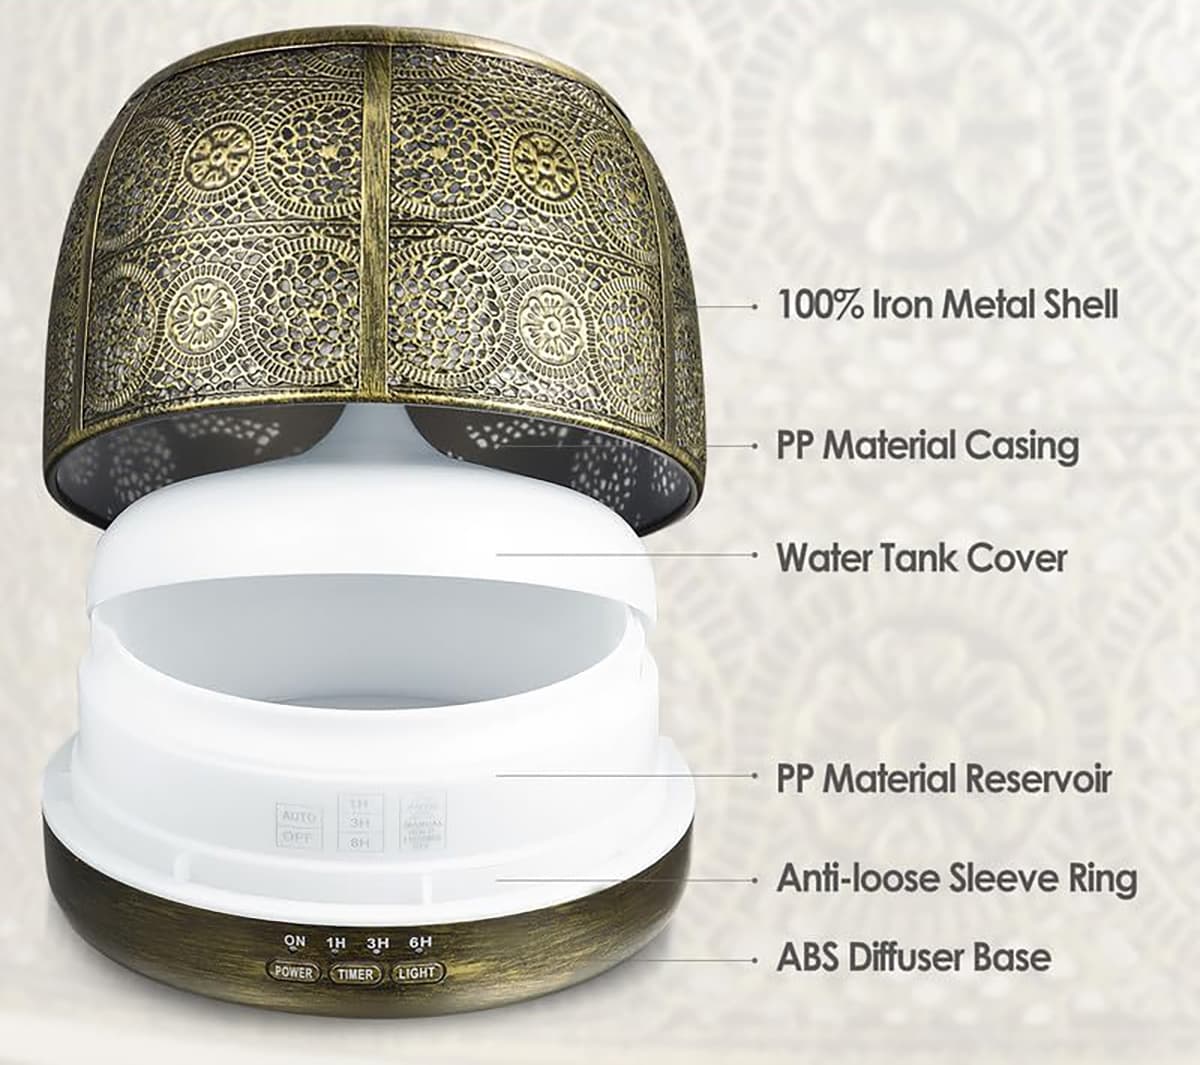 100% Iron Metal Shell
PP Material Casing
Water Tank Cover
PP Material Reservoir
AUTO
OFF
1H
3H
Anti-loose Sleeve Ring
ON 1H 3H 6H
POWER TIMER LIGHT
ABS Diffuser Base